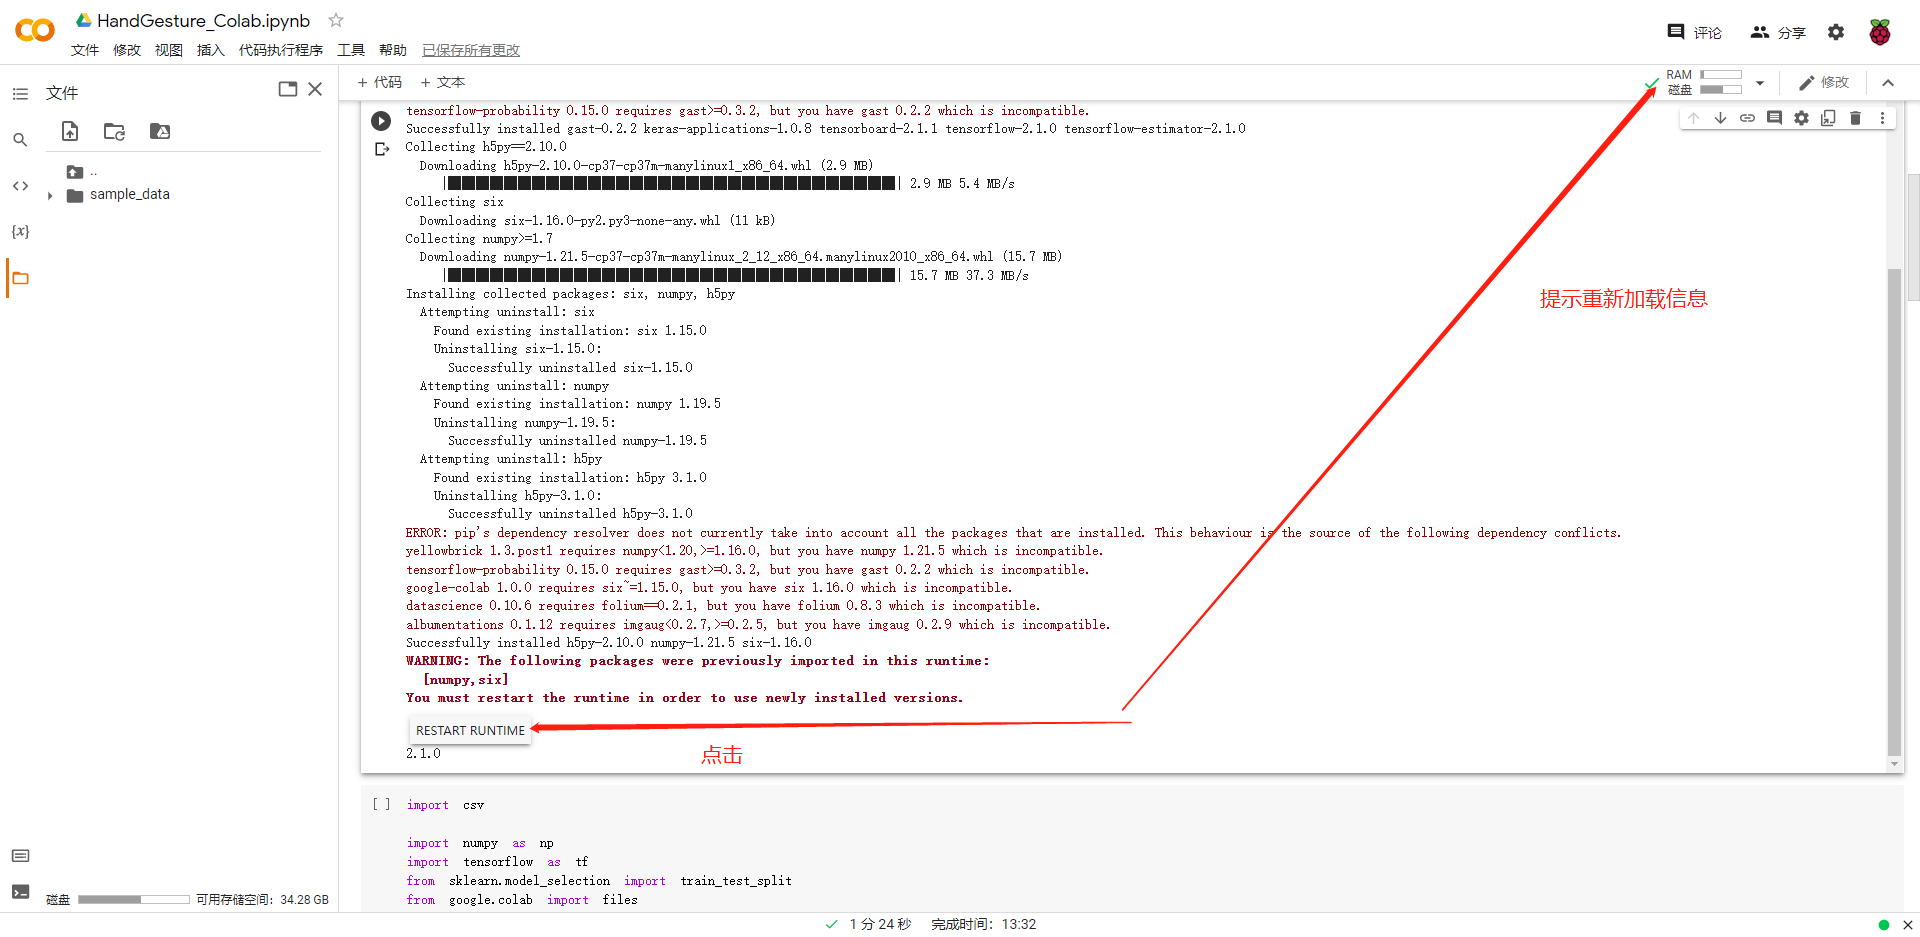 HandGesture_Colab.ipynb
文件 修改 视图 插入 代码执行程序 工具 帮助 已保存所有更改
评论 分享
文件
+ 代码 + 文本
RAM
磁盘
修改
..
sample_data
{x}
tensorflow-probability 0.15.0 requires gast>=0.3.2, but you have gast 0.2.2 which is incompatible.
Successfully installed gast-0.2.2 keras-applications-1.0.8 tensorboard-2.1.1 tensorflow-2.1.0 tensorflow-estimator-2.1.0
Collecting h5py==2.10.0
Downloading h5py-2.10.0-cp37-cp37m-manylinux1_x86_64.whl (2.9 MB)
2.9 MB 5.4 MB/s
Collecting six
Downloading six-1.16.0-py2.py3-none-any.whl (11 kB)
Collecting numpy>=1.7
Downloading numpy-1.21.5-cp37-cp37m-manylinux_2_12_x86_64.manylinux2010_x86_64.whl (15.7 MB)
15.7 MB 37.3 MB/s
Installing collected packages: six, numpy, h5py
Attempting uninstall: six
Found existing installation: six 1.15.0
Uninstalling six-1.15.0:
Successfully uninstalled six-1.15.0
Attempting uninstall: numpy
Found existing installation: numpy 1.19.5
Uninstalling numpy-1.19.5:
Successfully uninstalled numpy-1.19.5
Attempting uninstall: h5py
Found existing installation: h5py 3.1.0
Uninstalling h5py-3.1.0:
Successfully uninstalled h5py-3.1.0
ERROR: pip's dependency resolver does not currently take into account all the packages that are installed. This behaviour is the source of the following dependency conflicts.
yellowbrick 1.3.post1 requires numpy<1.20,>=1.16.0, but you have numpy 1.21.5 which is incompatible.
tensorflow-probability 0.15.0 requires gast>=0.3.2, but you have gast 0.2.2 which is incompatible.
google-colab 1.0.0 requires six~=1.15.0, but you have six 1.16.0 which is incompatible.
datascience 0.10.6 requires folium==0.2.1, but you have folium 0.8.3 which is incompatible.
albumentations 0.1.12 requires imgaug<0.2.7,>=0.2.5, but you have imgaug 0.2.9 which is incompatible.
Successfully installed h5py-2.10.0 numpy-1.21.5 six-1.16.0
WARNING: The following packages were previously imported in this runtime:
[numpy,six]
You must restart the runtime in order to use newly installed versions.
RESTART RUNTIME
2.1.0
提示重新加载信息
点击
[ ] import csv
import numpy as np
import tensorflow as tf
from sklearn.model_selection import train_test_split
from google.colab import files
磁盘 可用存储空间：34.28 GB
1 分 24 秒 完成时间：13:32